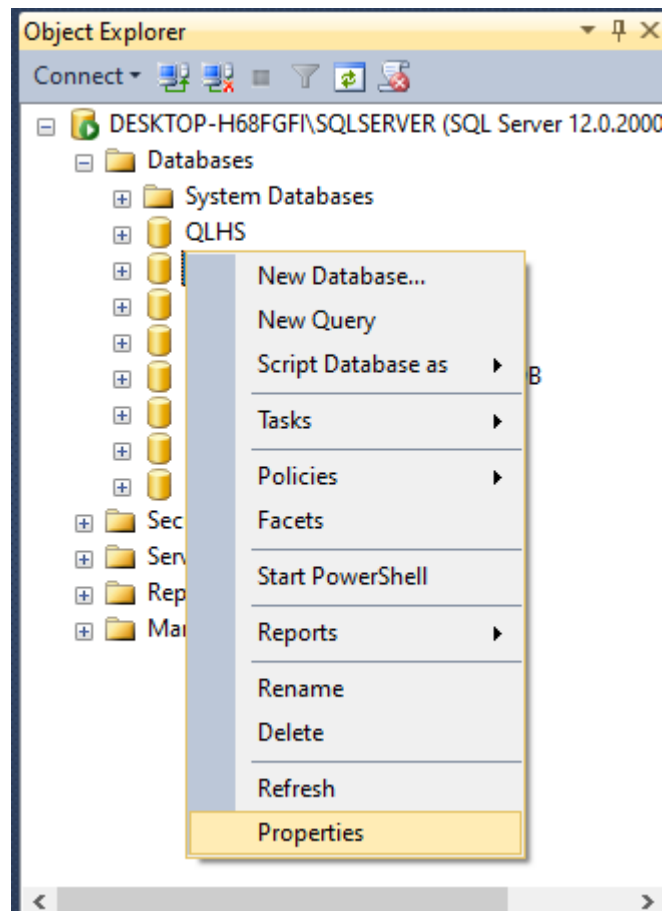 Object Explorer
Connect
DESKTOP-H68FGFI\SQLSERVER (SQL Server 12.0.2000
Databases
System Databases
QLHS
New Database...
New Query
Script Database as
Tasks
Policies
Facets
Start PowerShell
Reports
Rename
Delete
Refresh
Properties